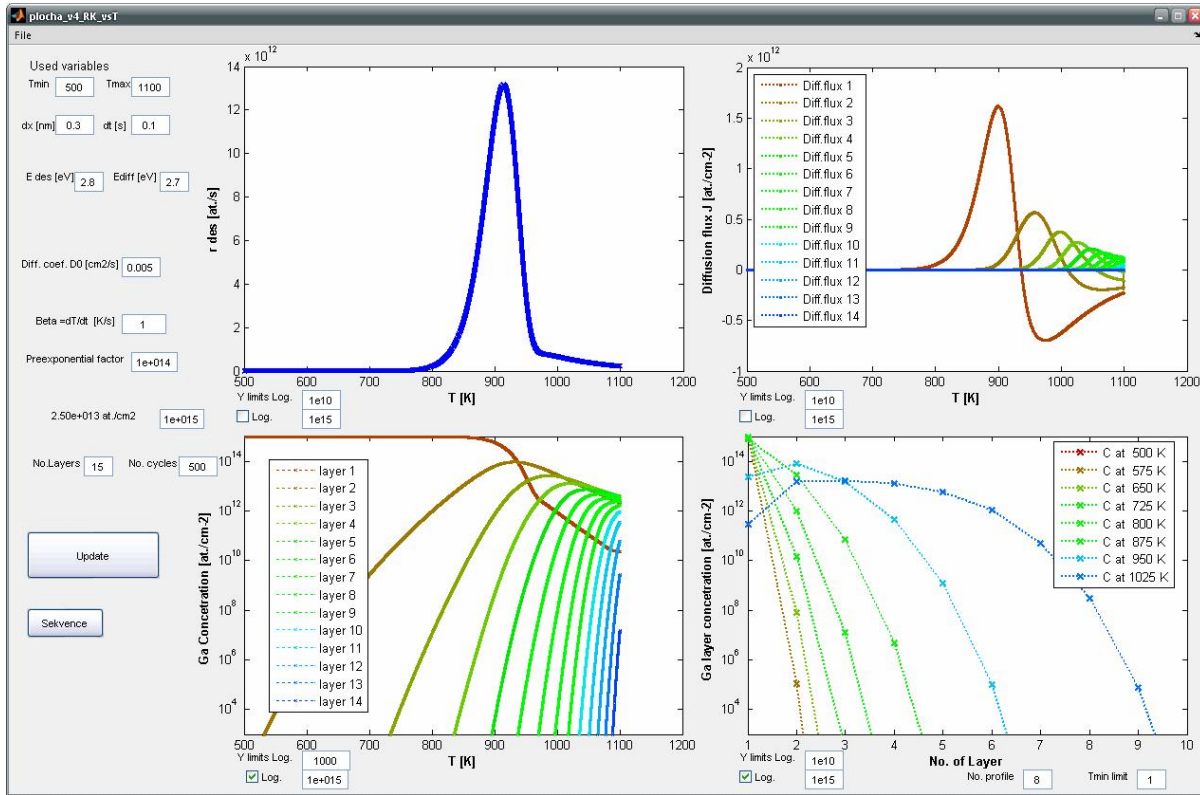 plocha_v4_RK_vsT
File
Used variables
Tmin 500 Tmax 1100
dx [nm] 0.3 dt [s] 0.1
E des [eV] 2.8 Ediff [eV] 2.7
Diff. coef. D0 [cm2/s] 0.005
Beta =dT/dt [K/s] 1
Preexponential factor 1e+014
2.50e+013 at./cm2 1e+015
No.Layers 15 No. cycles 500
Update
Sekvence
x 10^12
14
12
10
8
6
4
2
0
r des [at./s]
500 600 700 800 900 1000 1100 1200
T [K]
Y limits Log. 1e10
Log. 1e15
x 10^12
2
1.5
1
0.5
0
-0.5
-1
Diffusion flux J [at./cm-2]
Diff.flux 1
Diff.flux 2
Diff.flux 3
Diff.flux 4
Diff.flux 5
Diff.flux 6
Diff.flux 7
Diff.flux 8
Diff.flux 9
Diff.flux 10
Diff.flux 11
Diff.flux 12
Diff.flux 13
Diff.flux 14
500 600 700 800 900 1000 1100 1200
T [K]
Y limits Log. 1e10
Log. 1e15
10^14
10^12
10^10
10^8
10^6
10^4
Ga Concetration [at./cm-2]
layer 1
layer 2
layer 3
layer 4
layer 5
layer 6
layer 7
layer 8
layer 9
layer 10
layer 11
layer 12
layer 13
layer 14
500 600 700 800 900 1000 1100 1200
T [K]
Y limits Log. 1000
Log. 1e+015
10^14
10^12
10^10
10^8
10^6
10^4
Ga layer concetration [at./cm-2]
C at 500 K
C at 575 K
C at 650 K
C at 725 K
C at 800 K
C at 875 K
C at 950 K
C at 1025 K
1 2 3 4 5 6 7 8 9 10
No. of Layer
Y limits Log. 1e10
Log. 1e15
No. profile 8 Tmin limit 1